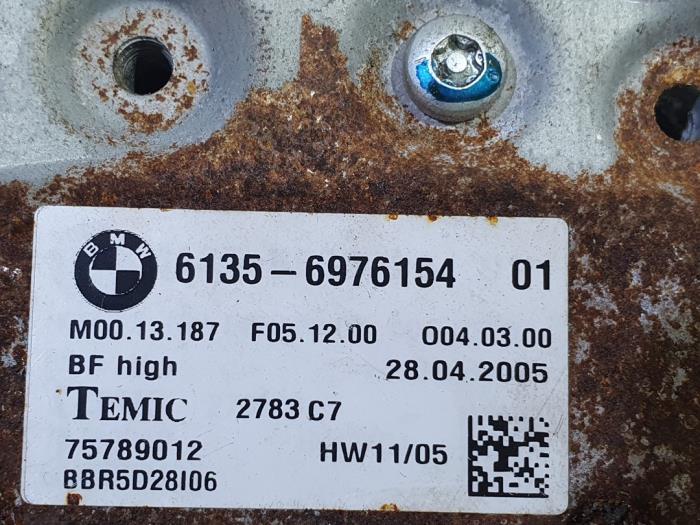 BMW
6135-6976154 01
M00.13.187 F05.12.00 O04.03.00
BF high 28.04.2005
TEMIC 2783 C7
75789012 HW11/05
BBR5D28I06